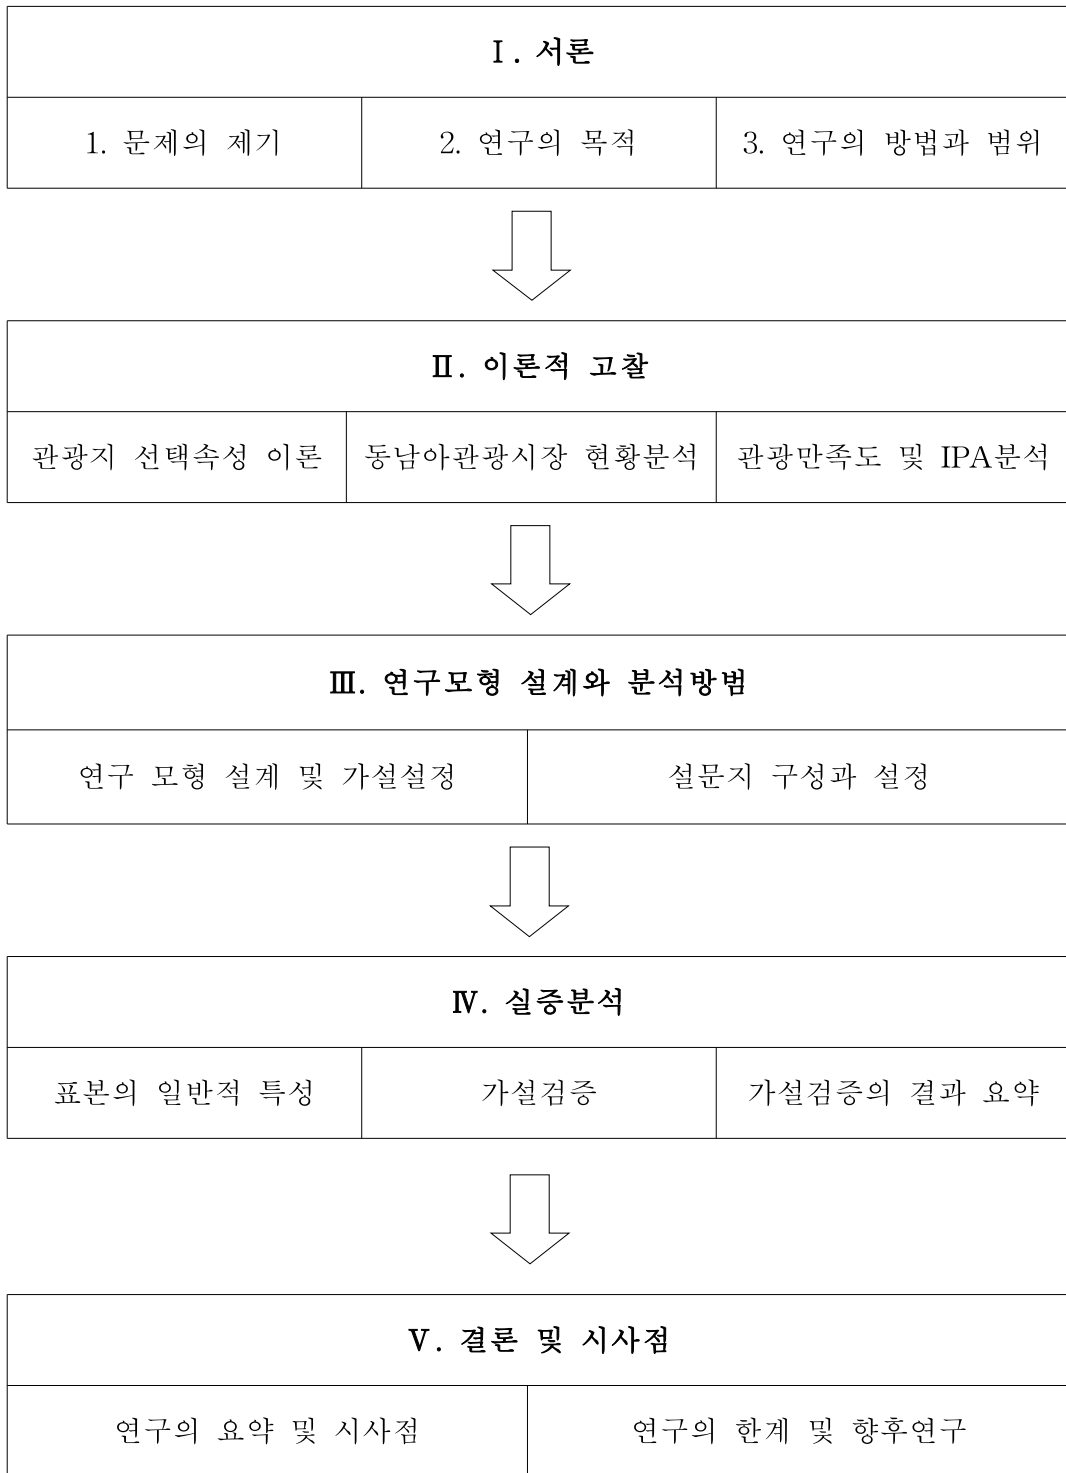 Ⅰ. 서론
1. 문제의 제기
2. 연구의 목적
3. 연구의 방법과 범위
Ⅱ. 이론적 고찰
관광지 선택속성 이론
동남아관광시장 현황분석
관광만족도 및 IPA분석
Ⅲ. 연구모형 설계와 분석방범
연구 모형 설계 및 가설설정
설문지 구성과 설정
Ⅳ. 실증분석
표본의 일반적 특성
가설검증
가설검증의 결과 요약
Ⅴ. 결론 및 시사점
연구의 요약 및 시사점
연구의 한계 및 향후연구